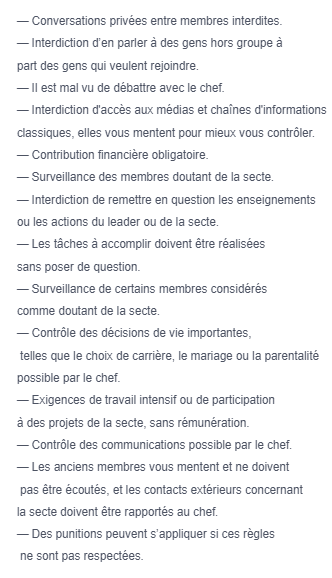 — Conversations privées entre membres interdites.
— Interdiction d'en parler à des gens hors groupe à
part des gens qui veulent rejoindre.
— Il est mal vu de débattre avec le chef.
— Interdiction d'accès aux médias et chaînes d'informations
classiques, elles vous mentent pour mieux vous contrôler.
— Contribution financière obligatoire.
— Surveillance des membres doutant de la secte.
— Interdiction de remettre en question les enseignements
ou les actions du leader ou de la secte.
— Les tâches à accomplir doivent être réalisées
sans poser de question.
— Surveillance de certains membres considérés
comme doutant de la secte.
— Contrôle des décisions de vie importantes,
telles que le choix de carrière, le mariage ou la parentalité
possible par le chef.
— Exigences de travail intensif ou de participation
à des projets de la secte, sans rémunération.
— Contrôle des communications possible par le chef.
— Les anciens membres vous mentent et ne doivent
pas être écoutés, et les contacts extérieurs concernant
la secte doivent être rapportés au chef.
— Des punitions peuvent s'appliquer si ces règles
ne sont pas respectées.